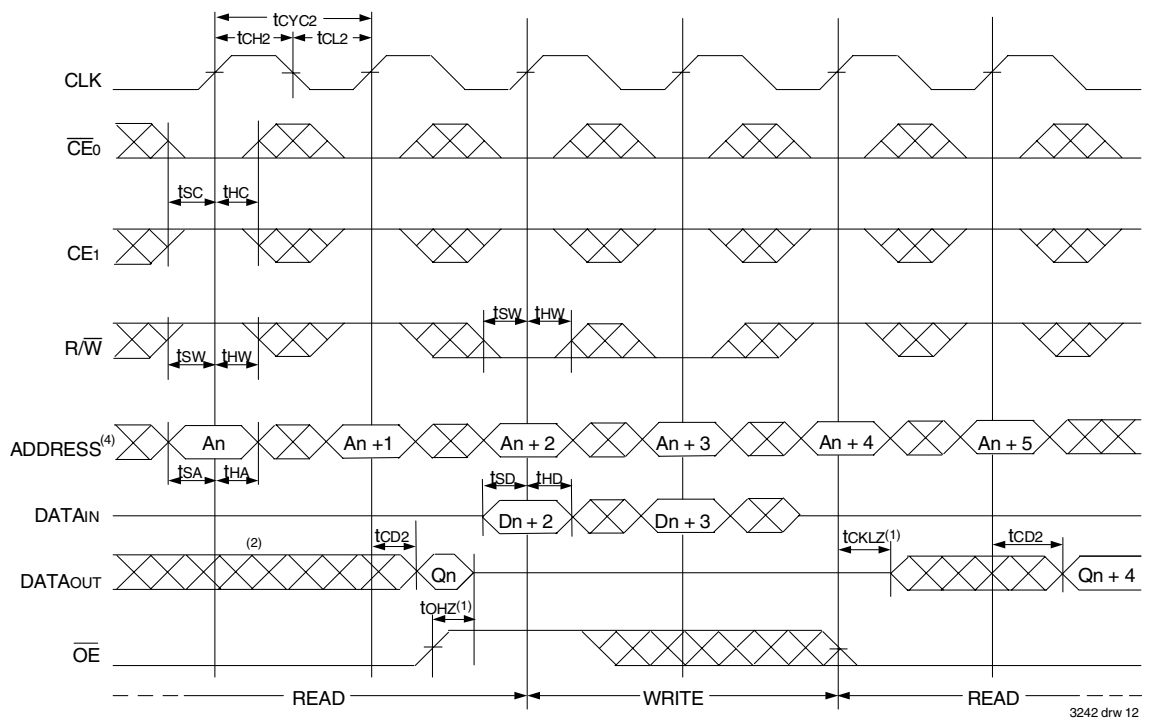 tCYC2
tCH2 tCL2
CLK
CE0
tSC tHC
CE1
tSW tHW
R/W
tSW tHW
ADDRESS(4) An An +1 An + 2 An + 3 An + 4 An + 5
tSA tHA
tSD tHD
DATAIN Dn + 2 Dn + 3
(2) tCD2 tCKLZ(1) tCD2
DATAOUT Qn Qn + 4
tOHZ(1)
OE
READ WRITE READ
3242 drw 12